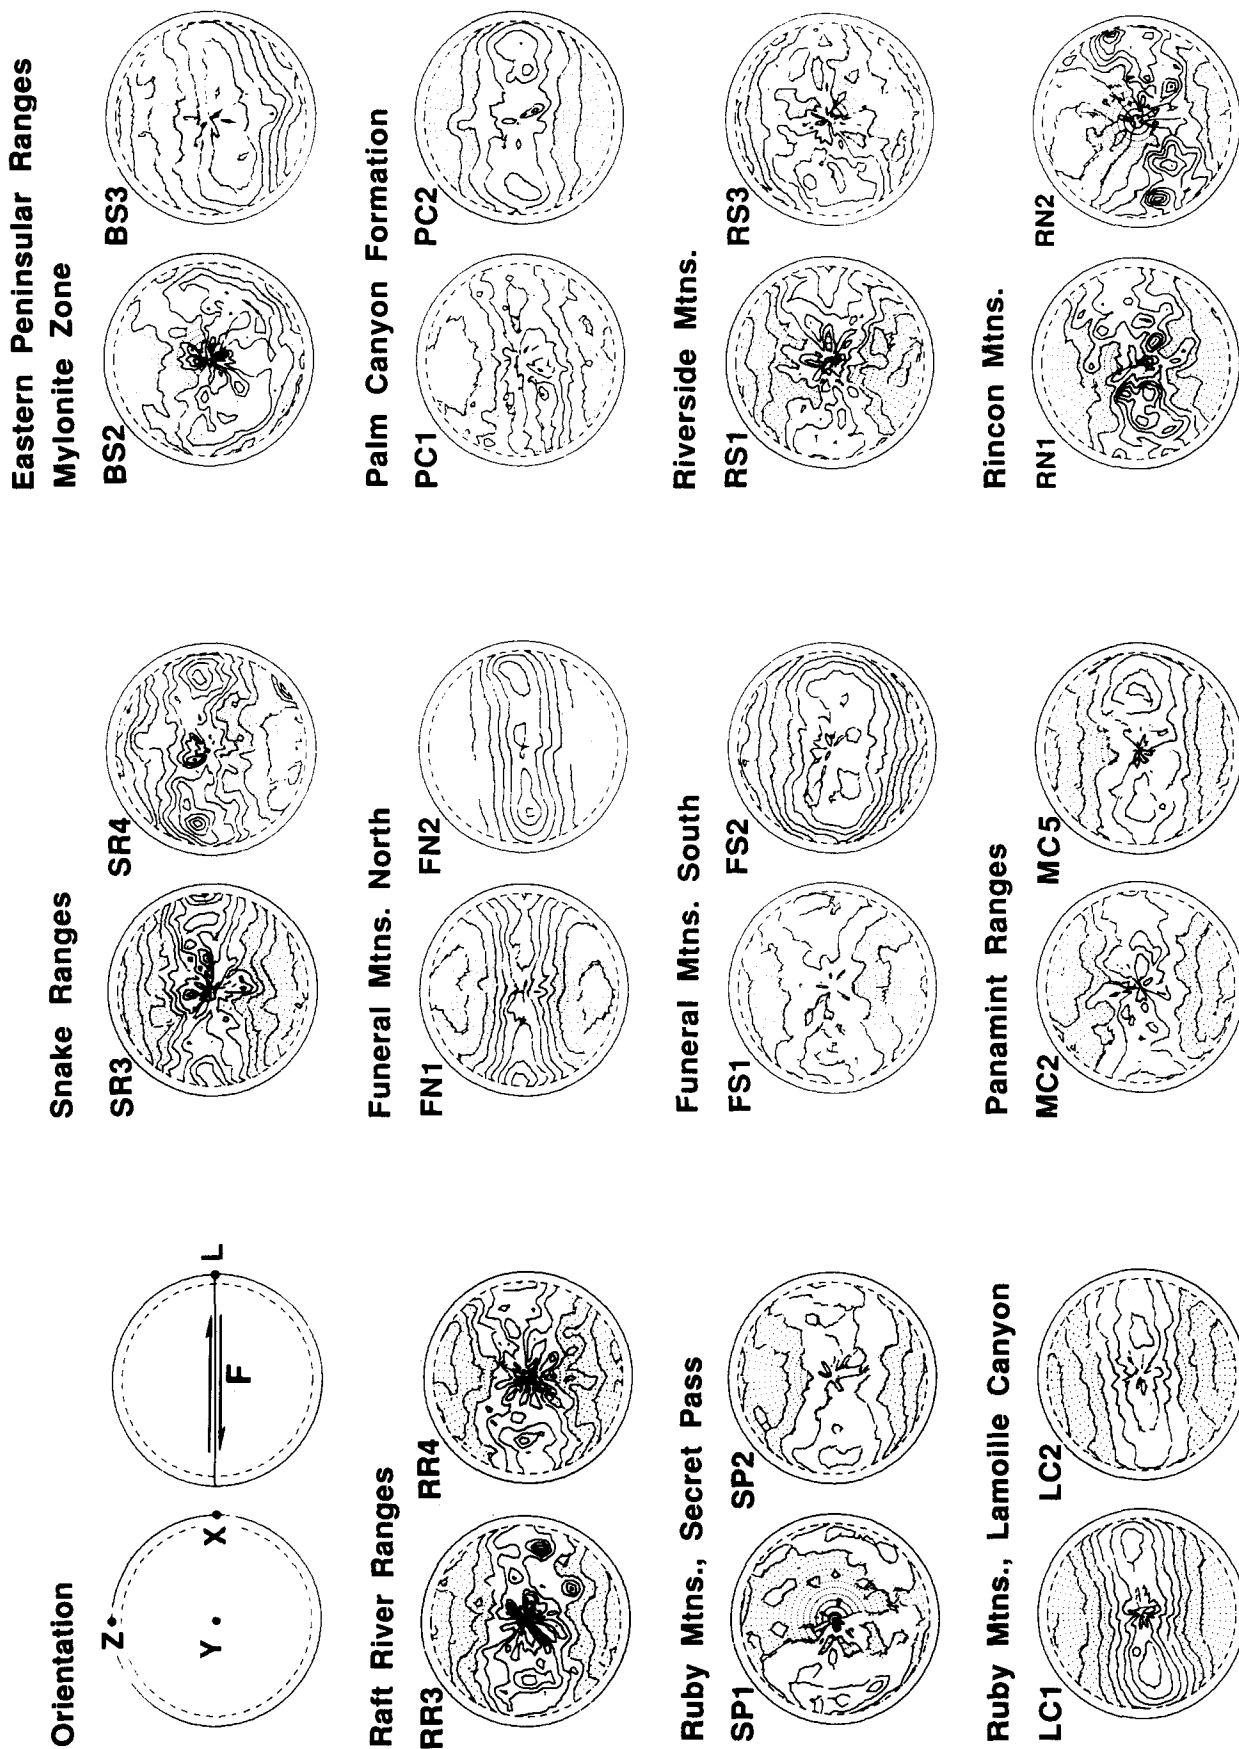 Orientation
Z
Y
X
F
L
Snake Ranges
SR3
SR4
Eastern Peninsular Ranges
Mylonite Zone
BS2
BS3
Raft River Ranges
RR3
RR4
Funeral Mtns. North
FN1
FN2
Palm Canyon Formation
PC1
PC2
Ruby Mtns., Secret Pass
SP1
SP2
Funeral Mtns. South
FS1
FS2
Riverside Mtns.
RS1
RS3
Ruby Mtns., Lamoille Canyon
LC1
LC2
Panamint Ranges
MC2
MC5
Rincon Mtns.
RN1
RN2